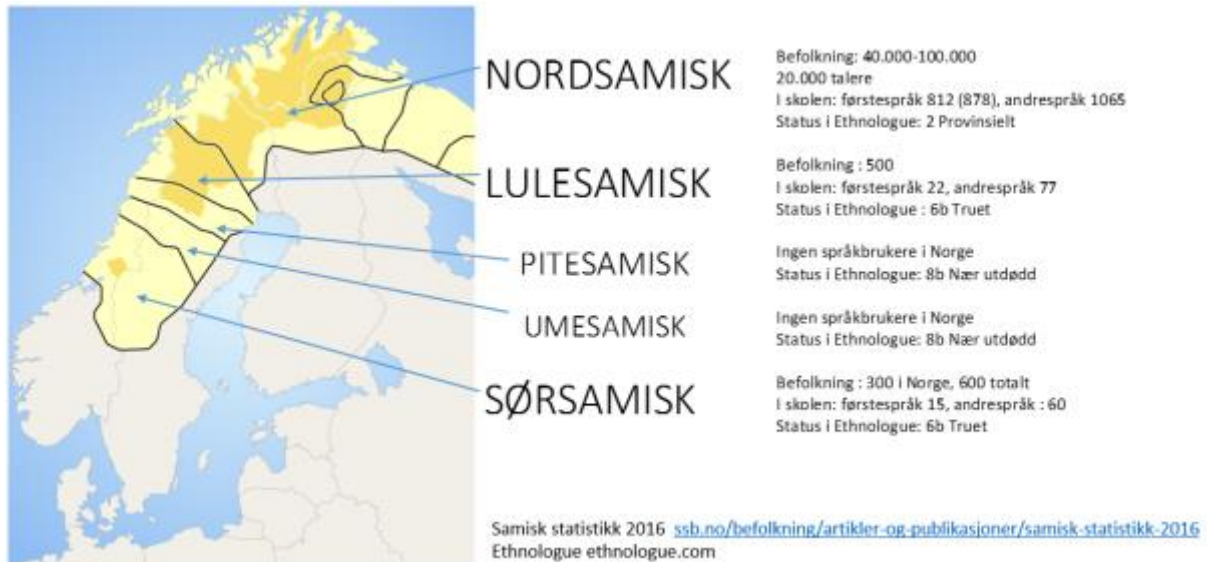 NORDSAMISK
Befolkning: 40.000-100.000
20.000 talere
I skolen: førstespråk 812 (878), andrespråk 1065
Status i Ethnologue: 2 Provinsielt
LULESAMISK
Befolkning : 500
I skolen: førstespråk 22, andrespråk 77
Status i Ethnologue : 6b Truet
PITESAMISK
Ingen språkbrukere i Norge
Status i Ethnologue: 8b Nær utdødd
UMESAMISK
Ingen språkbrukere i Norge
Status i Ethnologue: 8b Nær utdødd
SØRSAMISK
Befolkning : 300 i Norge, 600 totalt
I skolen: førstespråk 15, andrespråk : 60
Status i Ethnologue: 6b Truet
Samisk statistikk 2016 ssb.no/befolkning/artikler-og-publikasjoner/samisk-statistikk-2016
Ethnologue ethnologue.com